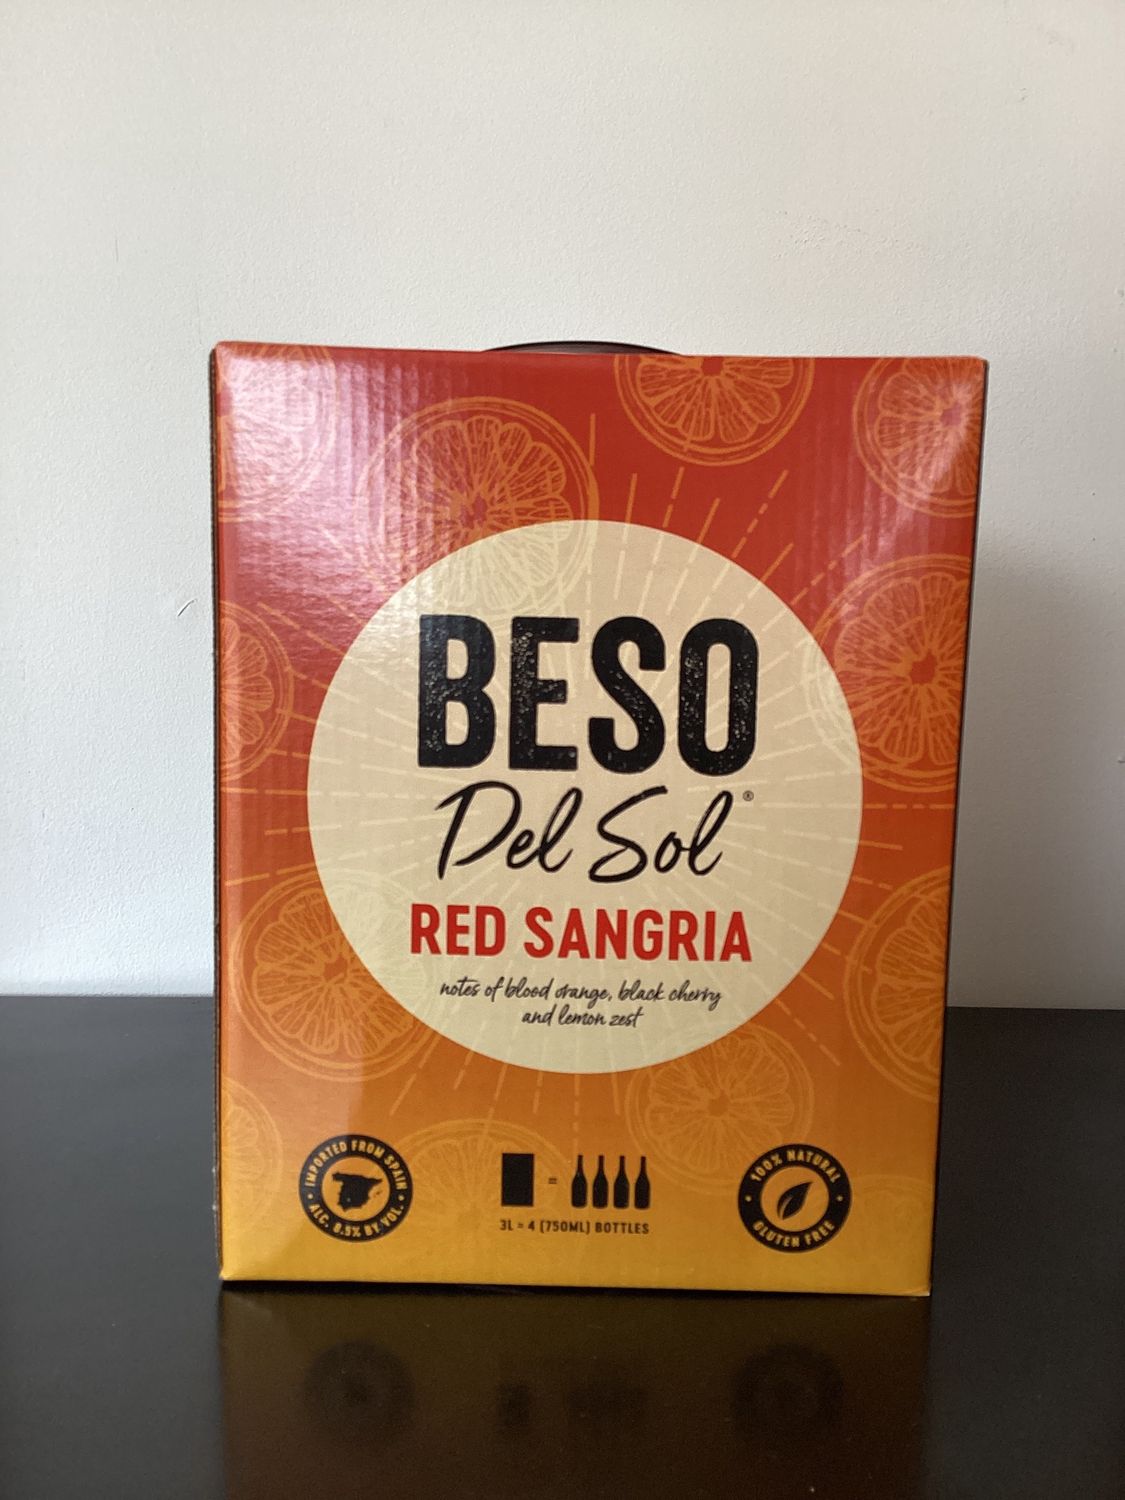 BESO
Del Sol®
RED SANGRIA
notes of blood orange, black cherry
and lemon zest
IMPORTED FROM SPAIN
ALC. 8.5% BY VOL.
=
3L = 4 (750ML) BOTTLES
100% NATURAL
GLUTEN FREE